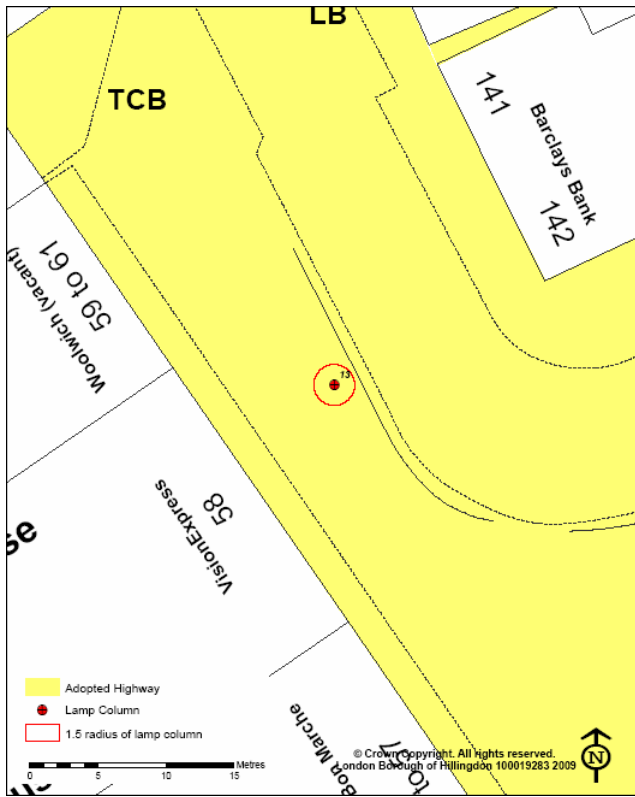 LB
TCB
141
Barclays Bank
142
59 to 61
Woolwich (vacant)
13
58
VisionExpress
se
Adopted Highway
Lamp Column
1.5 radius of lamp column
Bon Marche
to 57
© Crown Copyright. All rights reserved.
London Borough of Hillingdon 100019283 2009
N
0 5 10 15 Metres